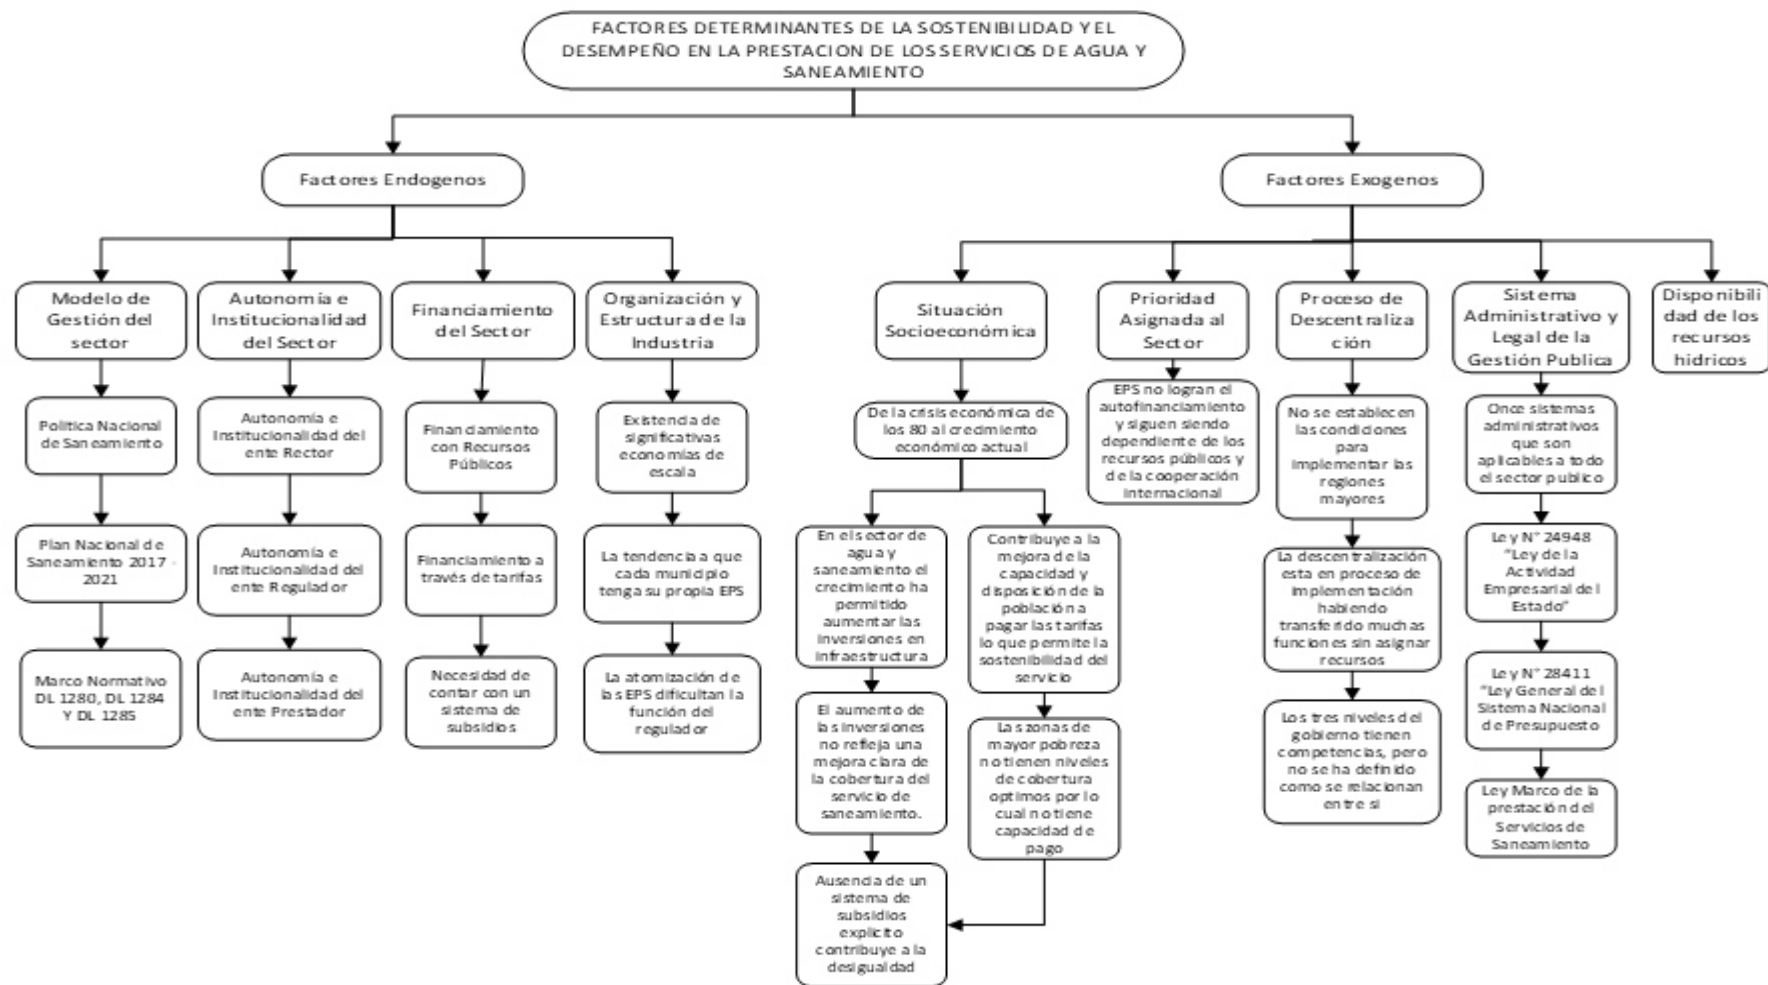 FACTORES DETERMINANTES DE LA SOSTENIBILIDAD Y EL
DESEMPEÑO EN LA PRESTACION DE LOS SERVICIOS DE AGUA Y
SANEAMIENTO
Factores Endogenos
Factores Exogenos
Modelo de
Gestión del
sector
Autonomía e
Institucionalidad
del Sector
Financiamiento
del Sector
Organización y
Estructura de la
Industria
Situación
Socioeconómica
Prioridad
Asignada al
Sector
Proceso de
Descentraliza
ción
Sistema
Administrativo y
Legal de la
Gestión Publica
Disponibili
dad de los
recursos
hidricos
Politica Nacional
de Saneamiento
Autonomía e
Institucionalidad del
ente Rector
Financiamiento
con Recursos
Públicos
Existencia de
significativas
economías de
escala
De la crisis económica de
los 80 al crecimiento
económico actual
EPS no logran el
autofinanciamiento
y siguen siendo
dependiente de los
recursos públicos y
de la cooperación
internacional
No se establecen
las condiciones
para
implementar las
regiones
mayores
Once sistemas
administrativos
que son
aplicables a todo
el sector publico
Plan Nacional de
Saneamiento 2017 -
2021
Autonomía e
Institucionalidad del
ente Regulador
Financiamiento a
través de tarifas
La tendencia a que
cada municipio
tenga su propia EPS
En el sector de
agua y
saneamiento el
crecimiento ha
permitido
aumentar las
inversiones en
infraestructura
Contribuye a la
mejora de la
capacidad y
disposición de la
población a
pagar las tarifas
lo que permite la
sostenibilidad del
servicio
La descentralización
esta en proceso de
implementación
habiendo
transferido muchas
funciones sin asignar
recursos
Ley N° 24948
"Ley de la
Actividad
Empresarial del
Estado"
Marco Normativo
DL 1280, DL 1284
Y DL 1285
Autonomía e
Institucionalidad del
ente Prestador
Necesidad de
contar con un
sistema de
subsidios
La atomización de
las EPS dificultan la
función del
regulador
El aumento de
las inversiones
no refleja una
mejora clara de
la cobertura del
servicio de
saneamiento.
Las zonas de
mayor pobreza
no tienen niveles
de cobertura
optimos por lo
cual no tiene
capacidad de
pago
Los tres niveles del
gobierno tienen
competencias, pero
no se ha definido
como se relacionan
entre si
Ley N° 28411
"Ley General del
Sistema Nacional
de Presupuesto
Ley Marco de la
prestación del
Servicios de
Saneamiento
Ausencia de un
sistema de
subsidios
explicito
contribuye a la
desigualdad